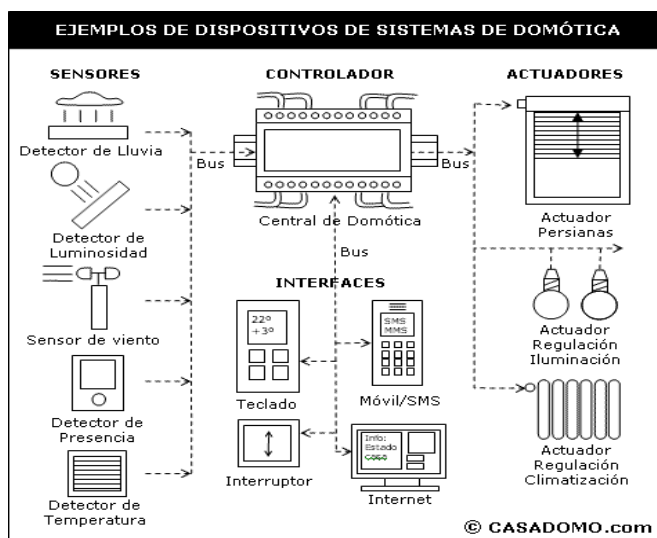 EJEMPLOS DE DISPOSITIVOS DE SISTEMAS DE DOMÓTICA
SENSORES
Detector de Lluvia
Detector de
Luminosidad
Sensor de viento
Detector de
Presencia
Detector de
Temperatura
Bus
CONTROLADOR
Central de Domótica
Bus
Bus
INTERFACES
22º
+3º
Teclado
SMS
MMS
Móvil/SMS
Interruptor
Info:
Estado
casa
Internet
ACTUADORES
Actuador
Persianas
Actuador
Regulación
Iluminación
Actuador
Regulación
Climatización
© CASADOMO.com